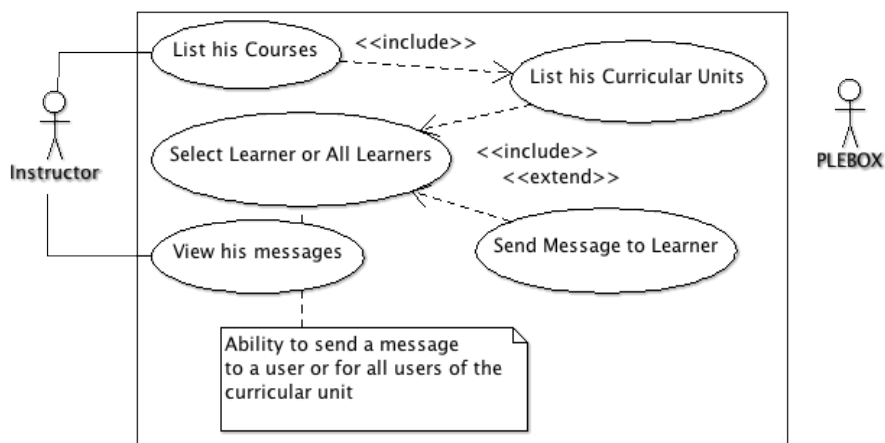 List his Courses
<<include>>
List his Curricular Units
Instructor
Select Learner or All Learners
<<include>>
<<extend>>
PLEBOX
View his messages
Send Message to Learner
Ability to send a message
to a user or for all users of the
curricular unit